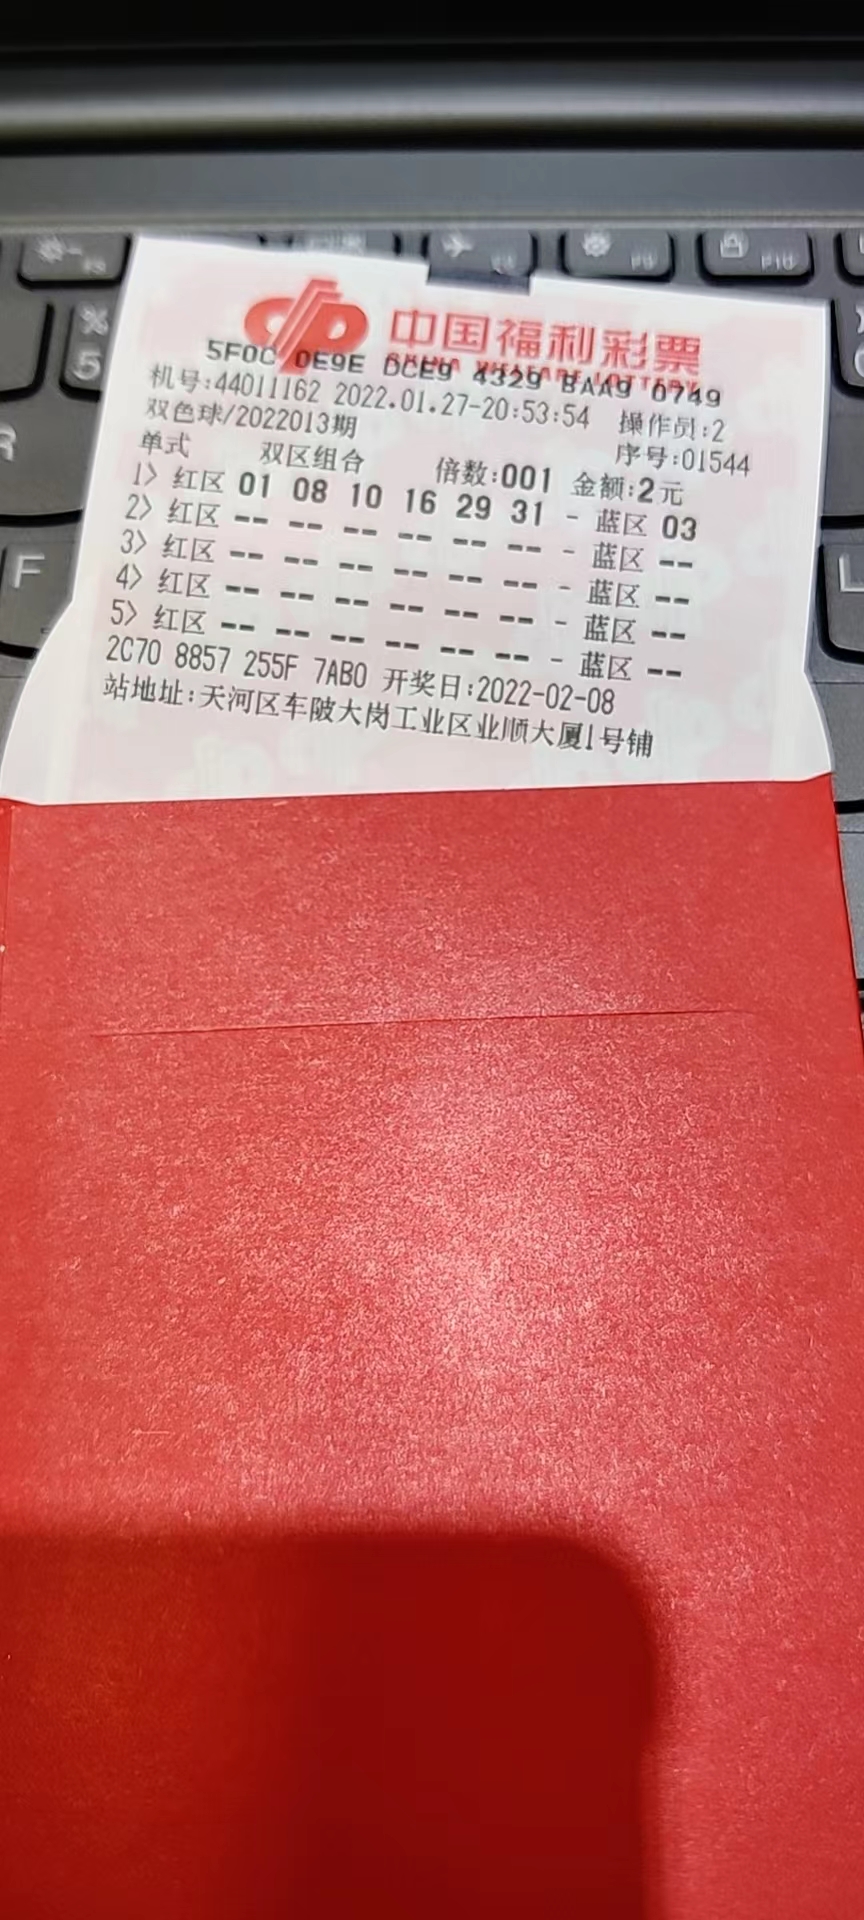 中国福利彩票
CHINA WELFARE LOTTERY
5F0C 0E9E DCE9 4329 BAA9 0749
机号:44011162 2022.01.27-20:53:54 操作员:2
双色球/2022013期 序号:01544
单式 双区组合 倍数:001 金额:2元
1> 红区 01 08 10 16 29 31 - 蓝区 03
2> 红区 -- -- -- -- -- -- - 蓝区 --
3> 红区 -- -- -- -- -- -- - 蓝区 --
4> 红区 -- -- -- -- -- -- - 蓝区 --
5> 红区 -- -- -- -- -- -- - 蓝区 --
2C70 8857 255F 7AB0 开奖日:2022-02-08
站地址:天河区车陂大岗工业区业顺大厦1号铺
% 5
R
F
L
F9
F10